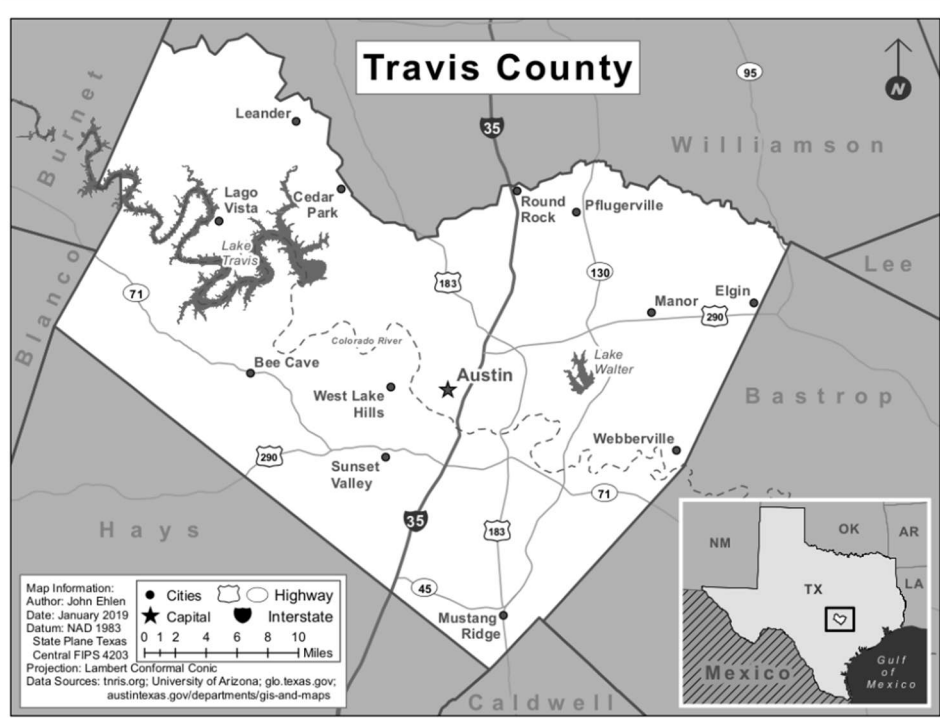 Travis County
N
95
35
Williamson
Burnet
Leander
Lago
Vista
Cedar
Park
Round
Rock
Pflugerville
Lake
Travis
Lee
Blanco
71
183
130
Elgin
Manor
290
Colorado River
Lake
Walter
Bee Cave
Austin
West Lake
Hills
Bastrop
Webberville
290
Sunset
Valley
71
35
183
Hays
45
Mustang
Ridge
Caldwell
Map Information:
Author: John Ehlen
Date: January 2019
Datum: NAD 1983
State Plane Texas
Central FIPS 4203
Projection: Lambert Conformal Conic
Data Sources: tnris.org; University of Arizona; glo.texas.gov;
austintexas.gov/departments/gis-and-maps
Cities
Highway
Capital
Interstate
0 1 2 4 6 8 10
Miles
NM
OK
AR
TX
LA
Mexico
Gulf
of
Mexico